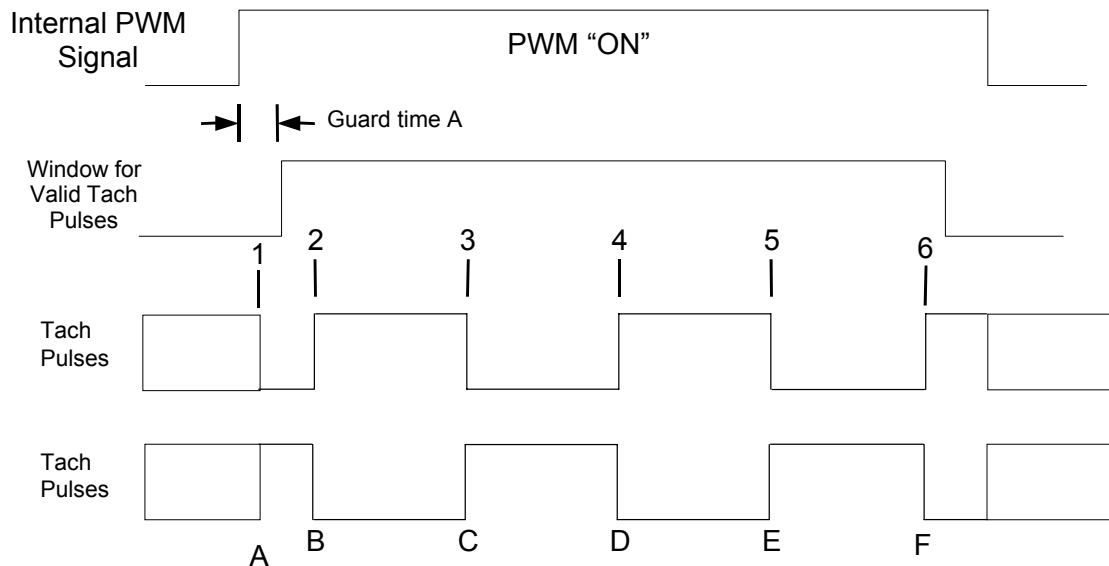 Internal PWM
Signal
PWM “ON”
Guard time A
Window for
Valid Tach
Pulses
1
2
3
4
5
6
Tach
Pulses
Tach
Pulses
A
B
C
D
E
F